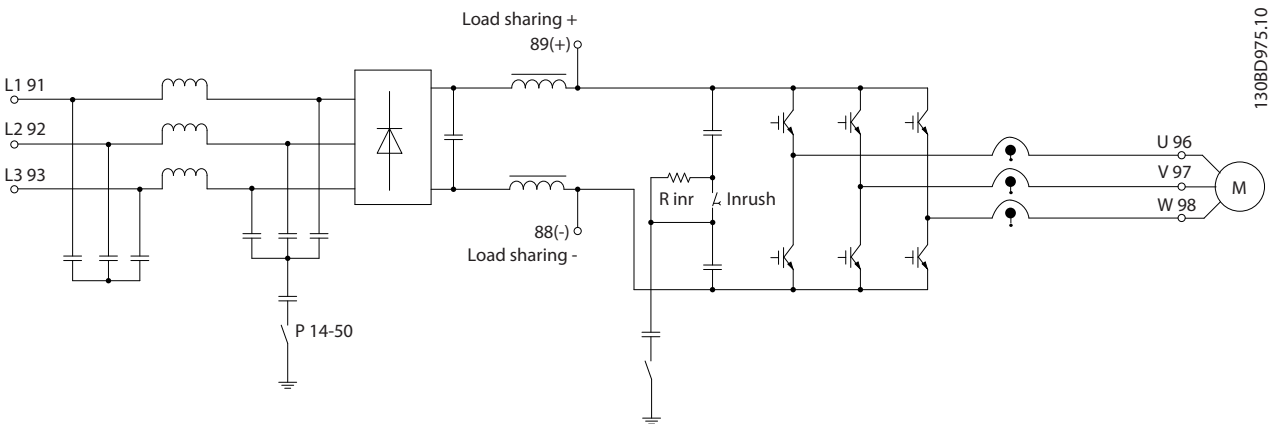 Load sharing +
89(+)
130BD975.10
L1 91
L2 92
L3 93
U 96
V 97
W 98
M
R inr
Inrush
88(-)
Load sharing -
P 14-50